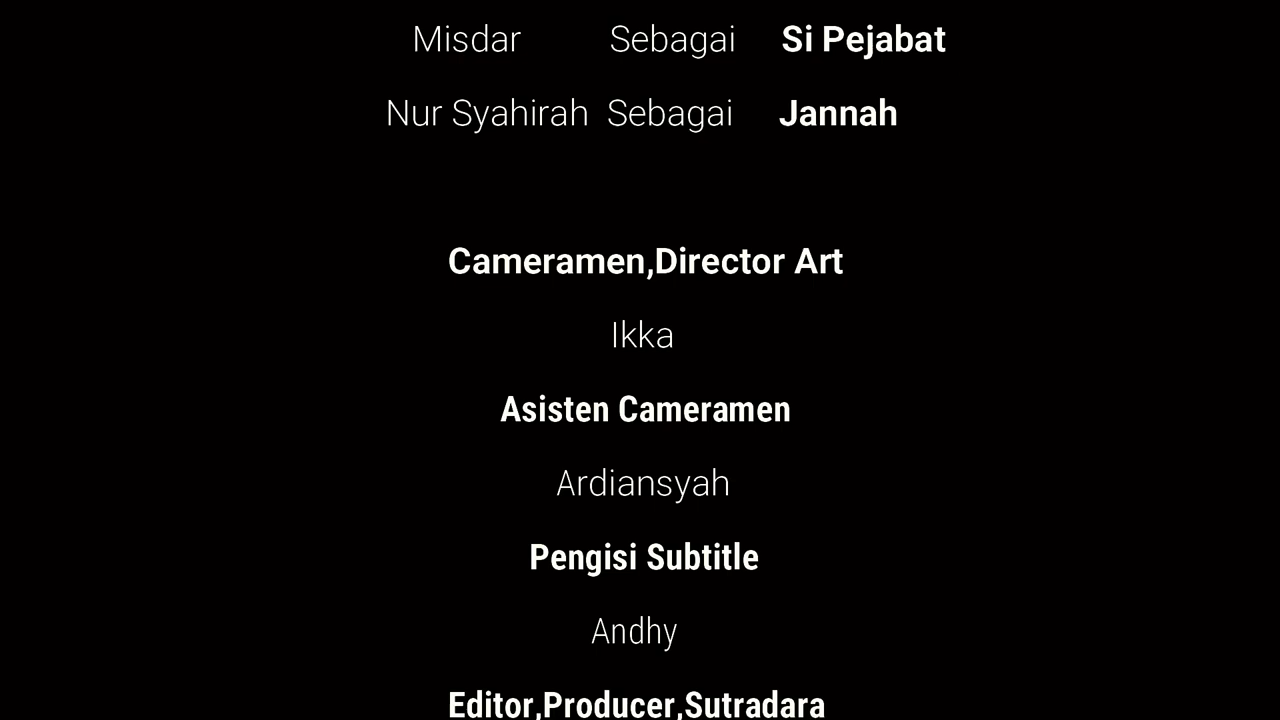 Misdar Sebagai Si Pejabat
Nur Syahirah Sebagai Jannah
Cameramen,Director Art
Ikka
Asisten Cameramen
Ardiansyah
Pengisi Subtitle
Andhy
Editor,Producer,Sutradara